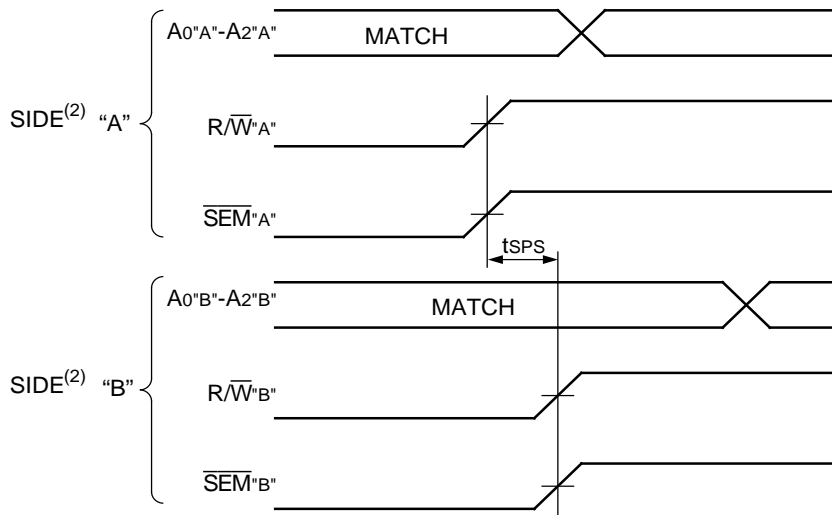 A0"A"-A2"A"
MATCH
SIDE(2) “A”
R/W"A"
SEM"A"
tSPS
A0"B"-A2"B"
MATCH
SIDE(2) “B”
R/W"B"
SEM"B"